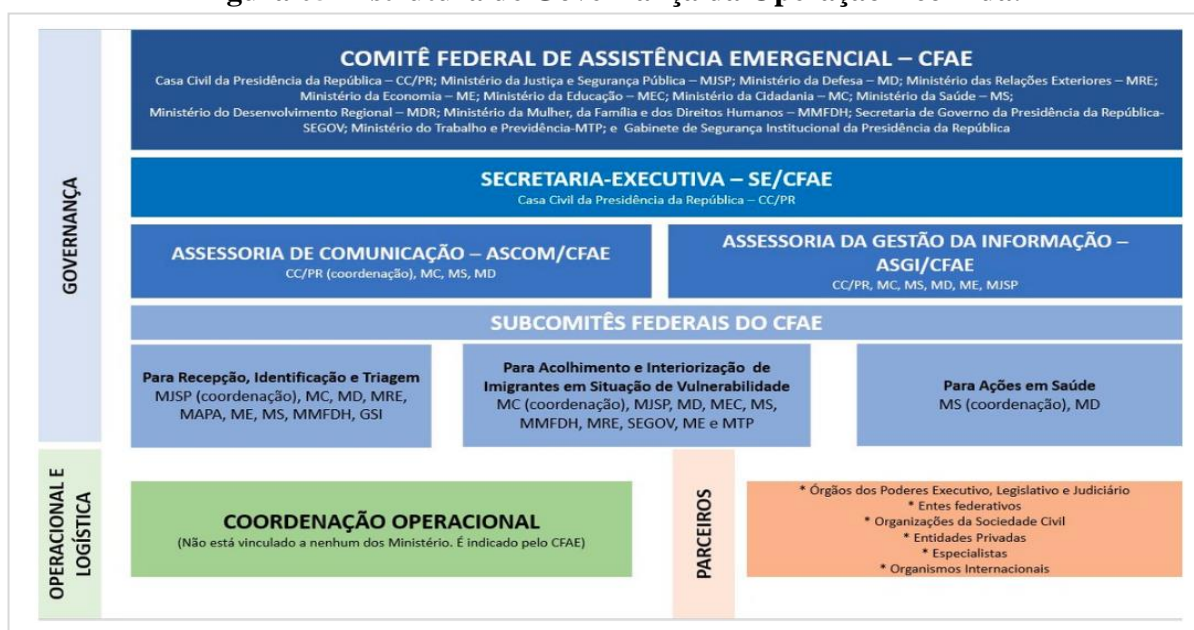 COMITÊ FEDERAL DE ASSISTÊNCIA EMERGENCIAL – CFAE
Casa Civil da Presidência da República – CC/PR; Ministério da Justiça e Segurança Pública – MJSP; Ministério da Defesa – MD; Ministério das Relações Exteriores – MRE;
Ministério da Economia – ME; Ministério da Educação – MEC; Ministério da Cidadania – MC; Ministério da Saúde – MS;
Ministério do Desenvolvimento Regional – MDR; Ministério da Mulher, da Família e dos Direitos Humanos – MMFDH; Secretaria de Governo da Presidência da República-
SEGOV; Ministério do Trabalho e Previdência-MTP; e Gabinete de Segurança Institucional da Presidência da República
GOVERNANÇA
SECRETARIA-EXECUTIVA – SE/CFAE
Casa Civil da Presidência da República – CC/PR
ASSESSORIA DE COMUNICAÇÃO – ASCOM/CFAE
CC/PR (coordenação), MC, MS, MD
ASSESSORIA DA GESTÃO DA INFORMAÇÃO –
ASGI/CFAE
CC/PR, MC, MS, MD, ME, MJSP
SUBCOMITÊS FEDERAIS DO CFAE
Para Recepção, Identificação e Triagem
MJSP (coordenação), MC, MD, MRE,
MAPA, ME, MS, MMFDH, GSI
Para Acolhimento e Interiorização de
Imigrantes em Situação de Vulnerabilidade
MC (coordenação), MJSP, MD, MEC, MS,
MMFDH, MRE, SEGOV, ME e MTP
Para Ações em Saúde
MS (coordenação), MD
OPERACIONAL E
LOGÍSTICA
COORDENAÇÃO OPERACIONAL
(Não está vinculado a nenhum dos Ministério. É indicado pelo CFAE)
PARCEIROS
* Órgãos dos Poderes Executivo, Legislativo e Judiciário
* Entes federativos
* Organizações da Sociedade Civil
* Entidades Privadas
* Especialistas
* Organismos Internacionais